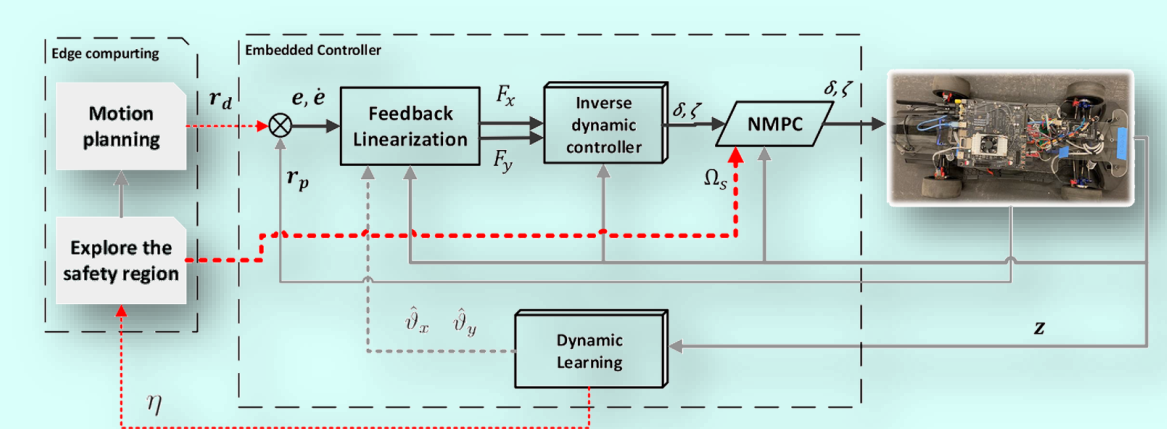 Edge compurting
Embedded Controller
Motion
planning
r_d
e, ė
Feedback
Linearization
F_x
F_y
Inverse
dynamic
controller
δ,ζ
NMPC
δ,ζ
r_p
Ω_s
Explore the
safety region
ϑ̂_x ϑ̂_y
Dynamic
Learning
z
η